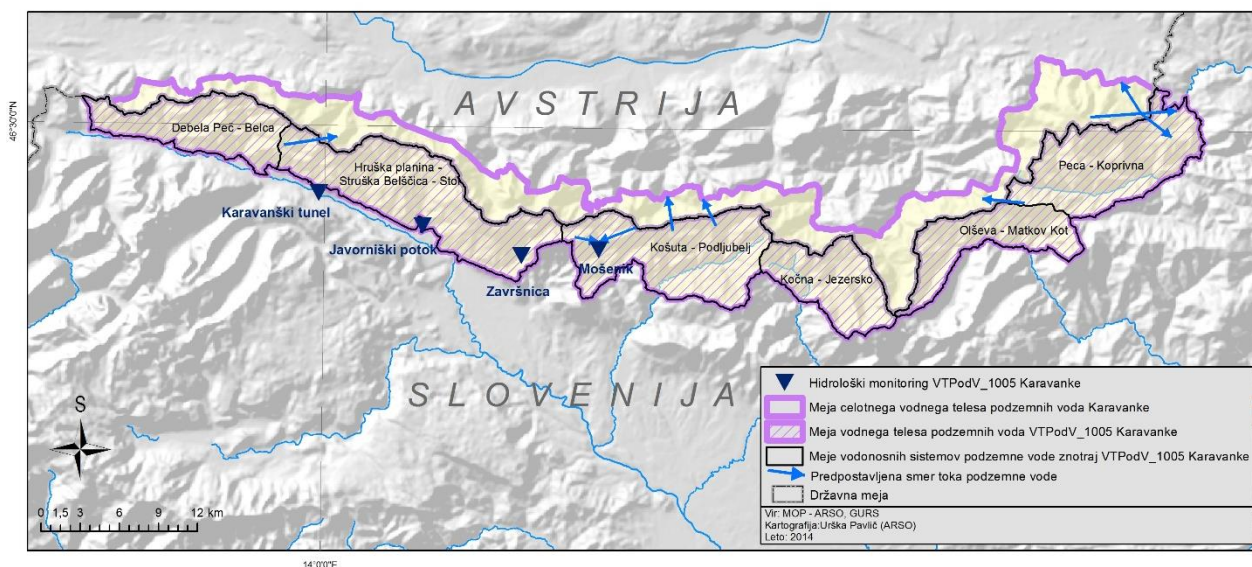 AVSTRIJA
46°30'0"N
Debela Peč - Belca
Hruška planina -
Struška Belščica - Stol
Peca - Koprivna
Karavanški tunel
Javorniški potok
Završnica
Mošenik
Košuta - Podljubelj
Kočna - Jezersko
Olševa - Matkov Kot
SLOVENIJA
S
0 1,5 3 6 9 12 km
14°0'0"E
Hidrološki monitoring VTPodV_1005 Karavanke
Meja celotnega vodnega telesa podzemnih voda Karavanke
Meja vodnega telesa podzemnih voda VTPodV_1005 Karavanke
Meje vodonosnih sistemov podzemne vode znotraj VTPodV_1005 Karavanke
Predpostavljena smer toka podzemne vode
Državna meja
Vir: MOP - ARSO, GURS
Kartografija:Urška Pavlič (ARSO)
Leto: 2014